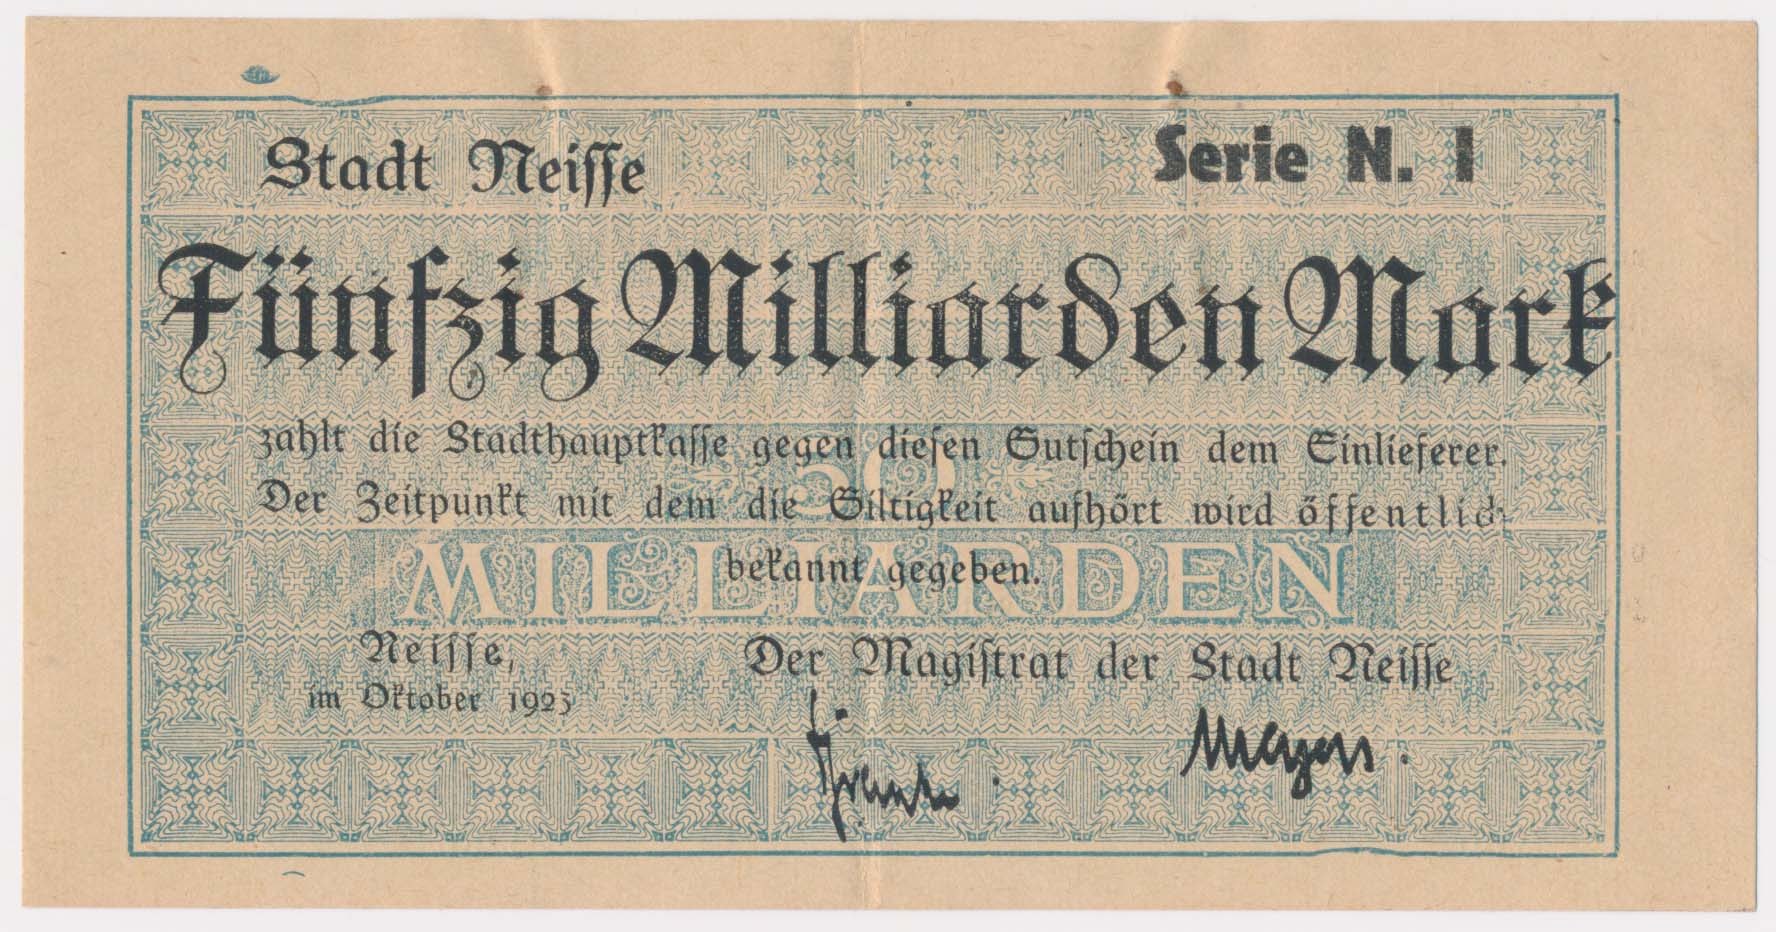 Stadt Neisse
Serie N. 1
Fünfzig Milliarden Mark
zahlt die Stadthauptkasse gegen diesen Gutschein dem Einlieferer.
Der Zeitpunkt mit dem die Giltigkeit aufhört wird öffentlich
bekannt gegeben.
50
MILLIARDEN
Neisse,
im Oktober 1923
Der Magistrat der Stadt Neisse